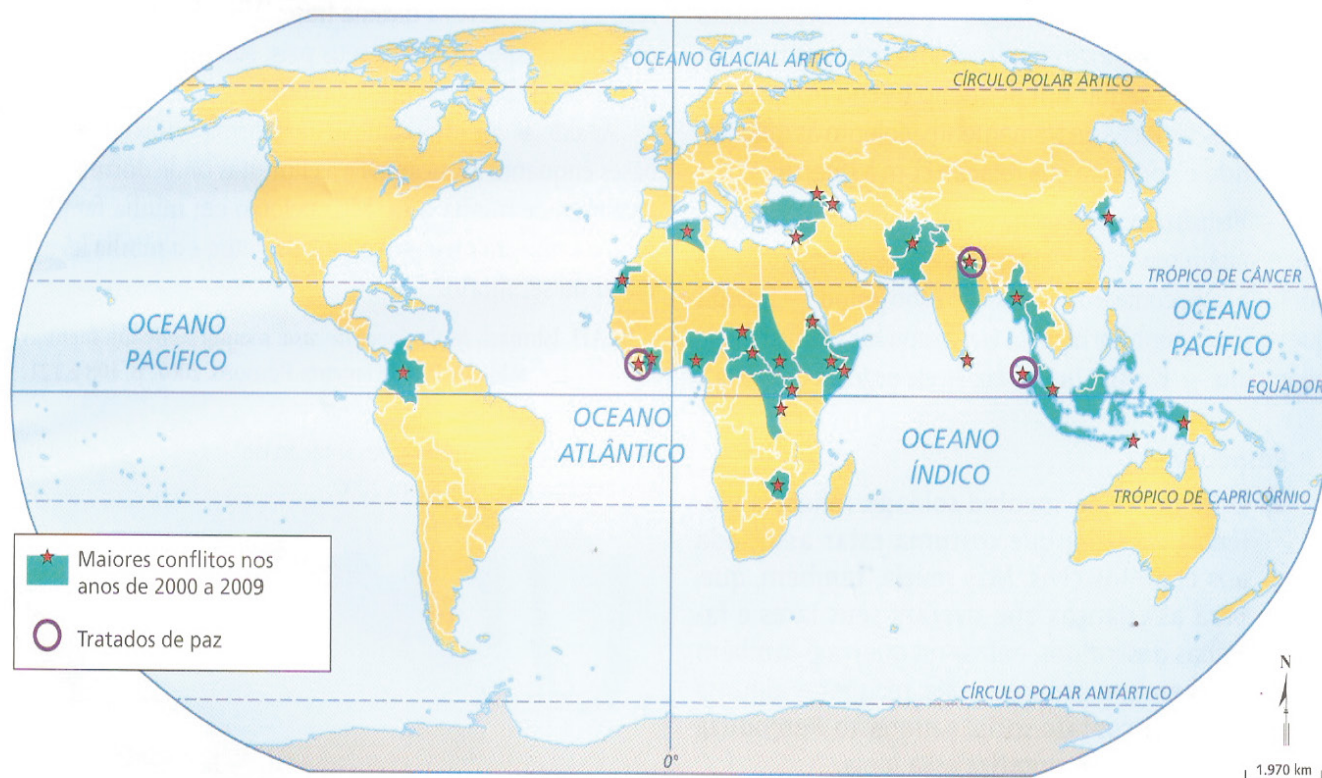 OCEANO GLACIAL ÁRTICO
CÍRCULO POLAR ÁRTICO
TRÓPICO DE CÂNCER
OCEANO
PACÍFICO
OCEANO
PACÍFICO
EQUADOR
OCEANO
ATLÂNTICO
OCEANO
ÍNDICO
TRÓPICO DE CAPRICÓRNIO
Maiores conflitos nos
anos de 2000 a 2009
Tratados de paz
CÍRCULO POLAR ANTÁRTICO
N
0°
1.970 km